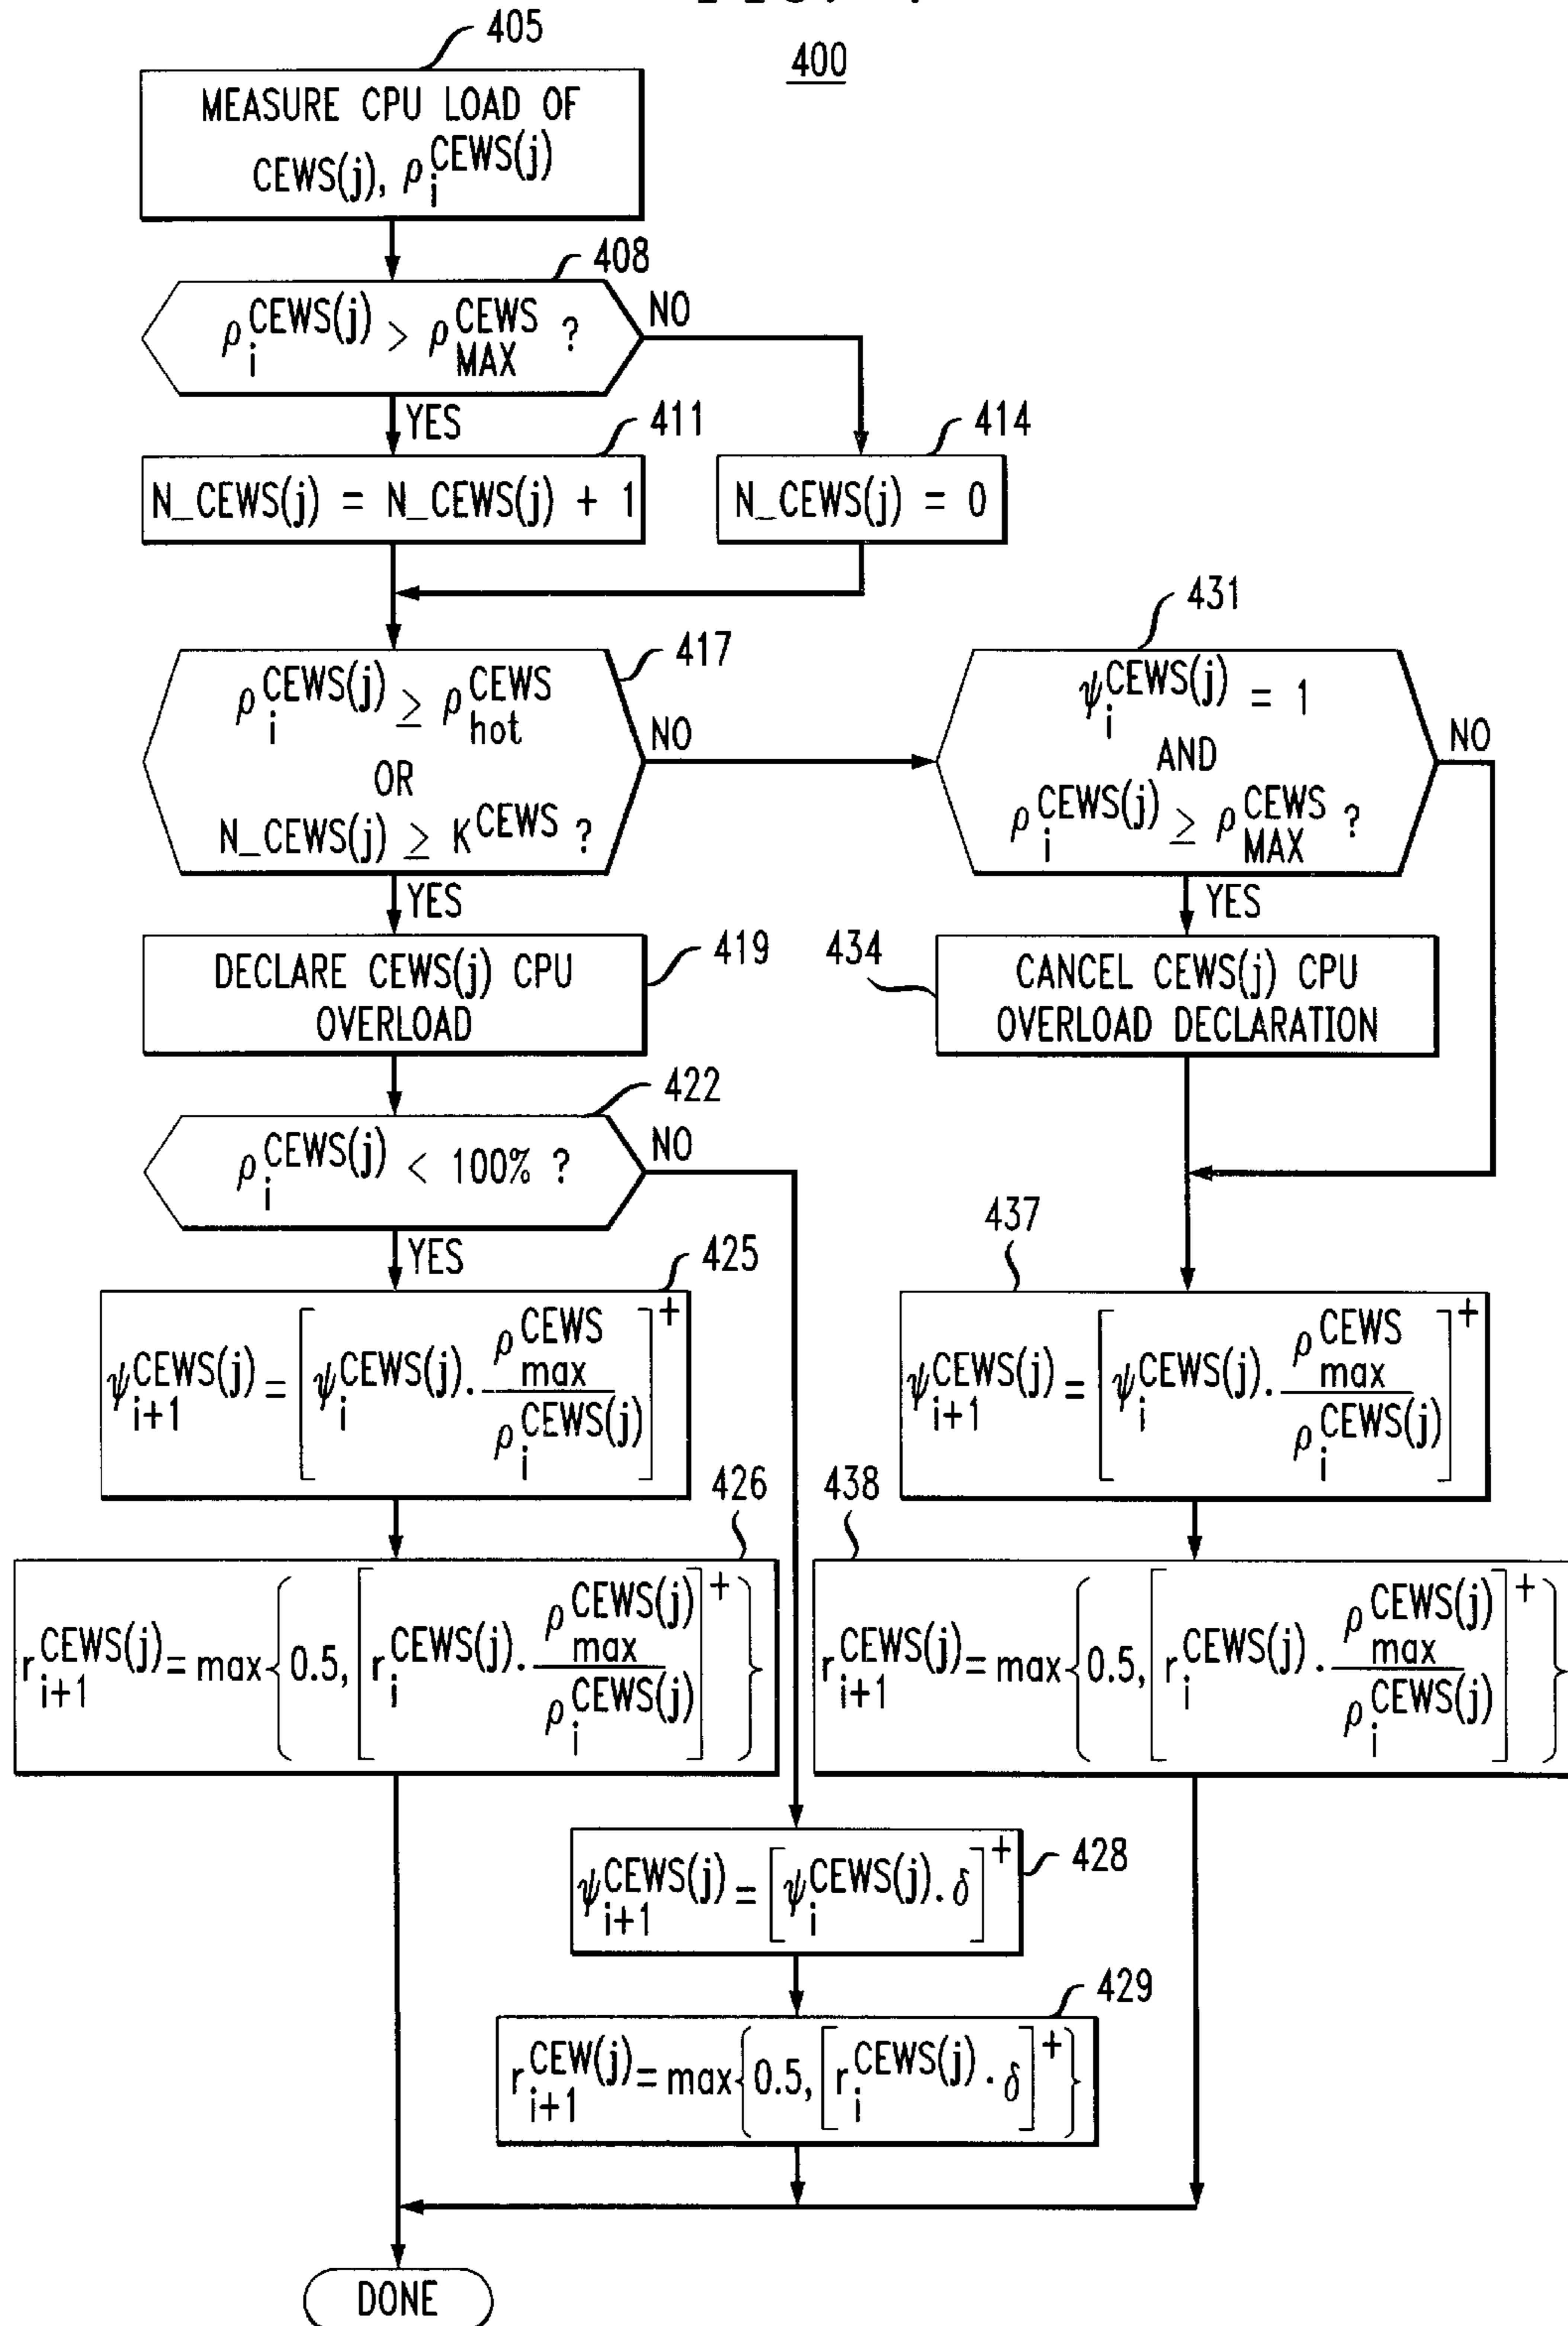 400
405
MEASURE CPU LOAD OF
CEWS(j), ρ_i^CEWS(j)
408
ρ_i^CEWS(j) > ρ_MAX^CEWS ?
NO
YES
411
N_CEWS(j) = N_CEWS(j) + 1
414
N_CEWS(j) = 0
417
ρ_i^CEWS(j) ≥ ρ_hot^CEWS
OR
N_CEWS(j) ≥ K^CEWS ?
NO
YES
431
ψ_i^CEWS(j) = 1
AND
ρ_i^CEWS(j) ≥ ρ_MAX^CEWS ?
NO
YES
419
DECLARE CEWS(j) CPU
OVERLOAD
434
CANCEL CEWS(j) CPU
OVERLOAD DECLARATION
422
ρ_i^CEWS(j) < 100% ?
NO
YES
425
ψ_i+1^CEWS(j) = [ψ_i^CEWS(j) · ρ_max^CEWS / ρ_i^CEWS(j)]^+
437
ψ_i+1^CEWS(j) = [ψ_i^CEWS(j) · ρ_max^CEWS / ρ_i^CEWS(j)]^+
426
r_i+1^CEWS(j) = max{0.5, [r_i^CEWS(j) · ρ_max^CEWS(j) / ρ_i^CEWS(j)]^+}
438
r_i+1^CEWS(j) = max{0.5, [r_i^CEWS(j) · ρ_max^CEWS(j) / ρ_i^CEWS(j)]^+}
428
ψ_i+1^CEWS(j) = [ψ_i^CEWS(j) · δ]^+
429
r_i+1^CEW(j) = max{0.5, [r_i^CEWS(j) · δ]^+}
DONE